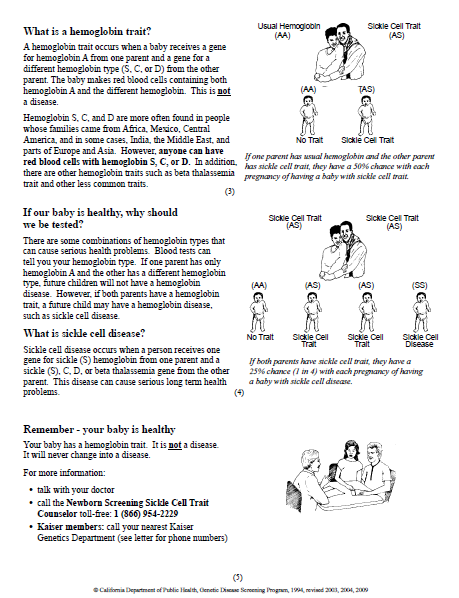 What is a hemoglobin trait?
A hemoglobin trait occurs when a baby receives a gene
for hemoglobin A from one parent and a gene for a
different hemoglobin type (S, C, or D) from the other
parent. The baby makes red blood cells containing both
hemoglobin A and the different hemoglobin. This is not
a disease.
Hemoglobin S, C, and D are more often found in people
whose families came from Africa, Mexico, Central
America, and in some cases, India, the Middle East, and
parts of Europe and Asia. However, anyone can have
red blood cells with hemoglobin S, C, or D. In addition,
there are other hemoglobin traits such as beta thalassemia
trait and other less common traits.
(3)
Usual Hemoglobin
(AA)
Sickle Cell Trait
(AS)
(AA)
(AS)
No Trait
Sickle Cell Trait
If one parent has usual hemoglobin and the other parent
has sickle cell trait, they have a 50% chance with each
pregnancy of having a baby with sickle cell trait.
If our baby is healthy, why should
we be tested?
There are some combinations of hemoglobin types that
can cause serious health problems. Blood tests can
tell you your hemoglobin type. If one parent has only
hemoglobin A and the other has a different hemoglobin
type, future children will not have a hemoglobin
disease. However, if both parents have a hemoglobin
trait, a future child may have a hemoglobin disease,
such as sickle cell disease.
What is sickle cell disease?
Sickle cell disease occurs when a person receives one
gene for sickle (S) hemoglobin from one parent and a
sickle (S), C, D, or beta thalassemia gene from the other
parent. This disease can cause serious long term health
problems.
(4)
Sickle Cell Trait
(AS)
Sickle Cell Trait
(AS)
(AA)
(AS)
(AS)
(SS)
No Trait
Sickle Cell
Trait
Sickle Cell
Trait
Sickle Cell
Disease
If both parents have sickle cell trait, they have a
25% chance (1 in 4) with each pregnancy of having
a baby with sickle cell disease.
Remember - your baby is healthy
Your baby has a hemoglobin trait. It is not a disease.
It will never change into a disease.
For more information:
• talk with your doctor
• call the Newborn Screening Sickle Cell Trait
Counselor toll-free: 1 (866) 954-2229
• Kaiser members: call your nearest Kaiser
Genetics Department (see letter for phone numbers)
(5)
© California Department of Public Health, Genetic Disease Screening Program, 1994, revised 2003, 2004, 2009